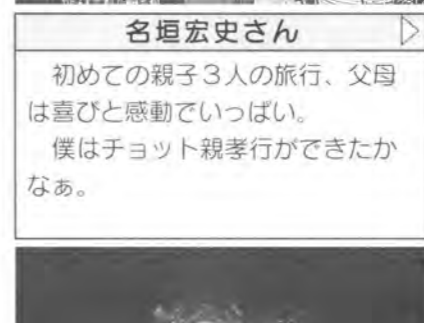 名垣宏史さん
初めての親子3人の旅行、父母
は喜びと感動でいっぱい。
僕はチョット親孝行ができたか
なぁ。